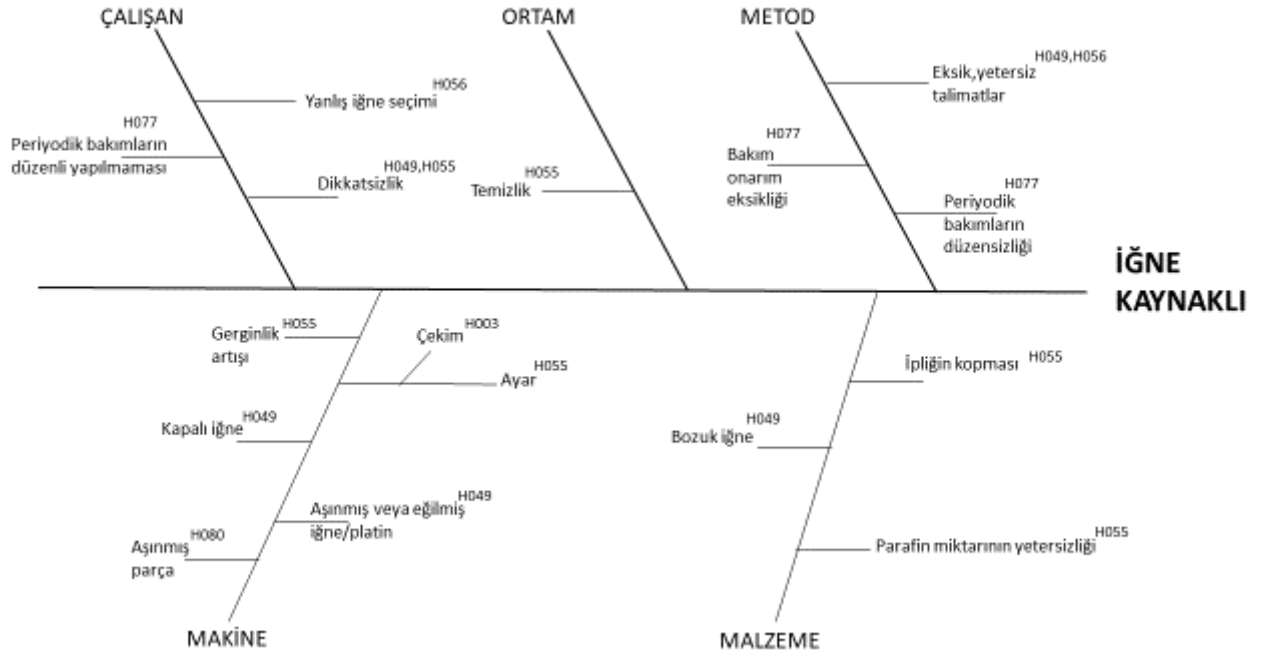 ÇALIŞAN
ORTAM
METOD
H056
Yanlış iğne seçimi
H077
Periyodik bakımların
düzenli yapılmaması
H049,H055
Dikkatsizlik
H055
Temizlik
H049,H056
Eksik,yetersiz
talimatlar
H077
Bakım
onarım
eksikliği
H077
Periyodik
bakımların
düzensizliği
İĞNE
KAYNAKLI
H055
Gerginlik
artışı
H003
Çekim
H055
Ayar
H049
Kapalı iğne
H049
Aşınmış veya eğilmiş
iğne/platin
H080
Aşınmış
parça
H055
İpliğin kopması
H049
Bozuk iğne
H055
Parafin miktarının yetersizliği
MAKİNE
MALZEME